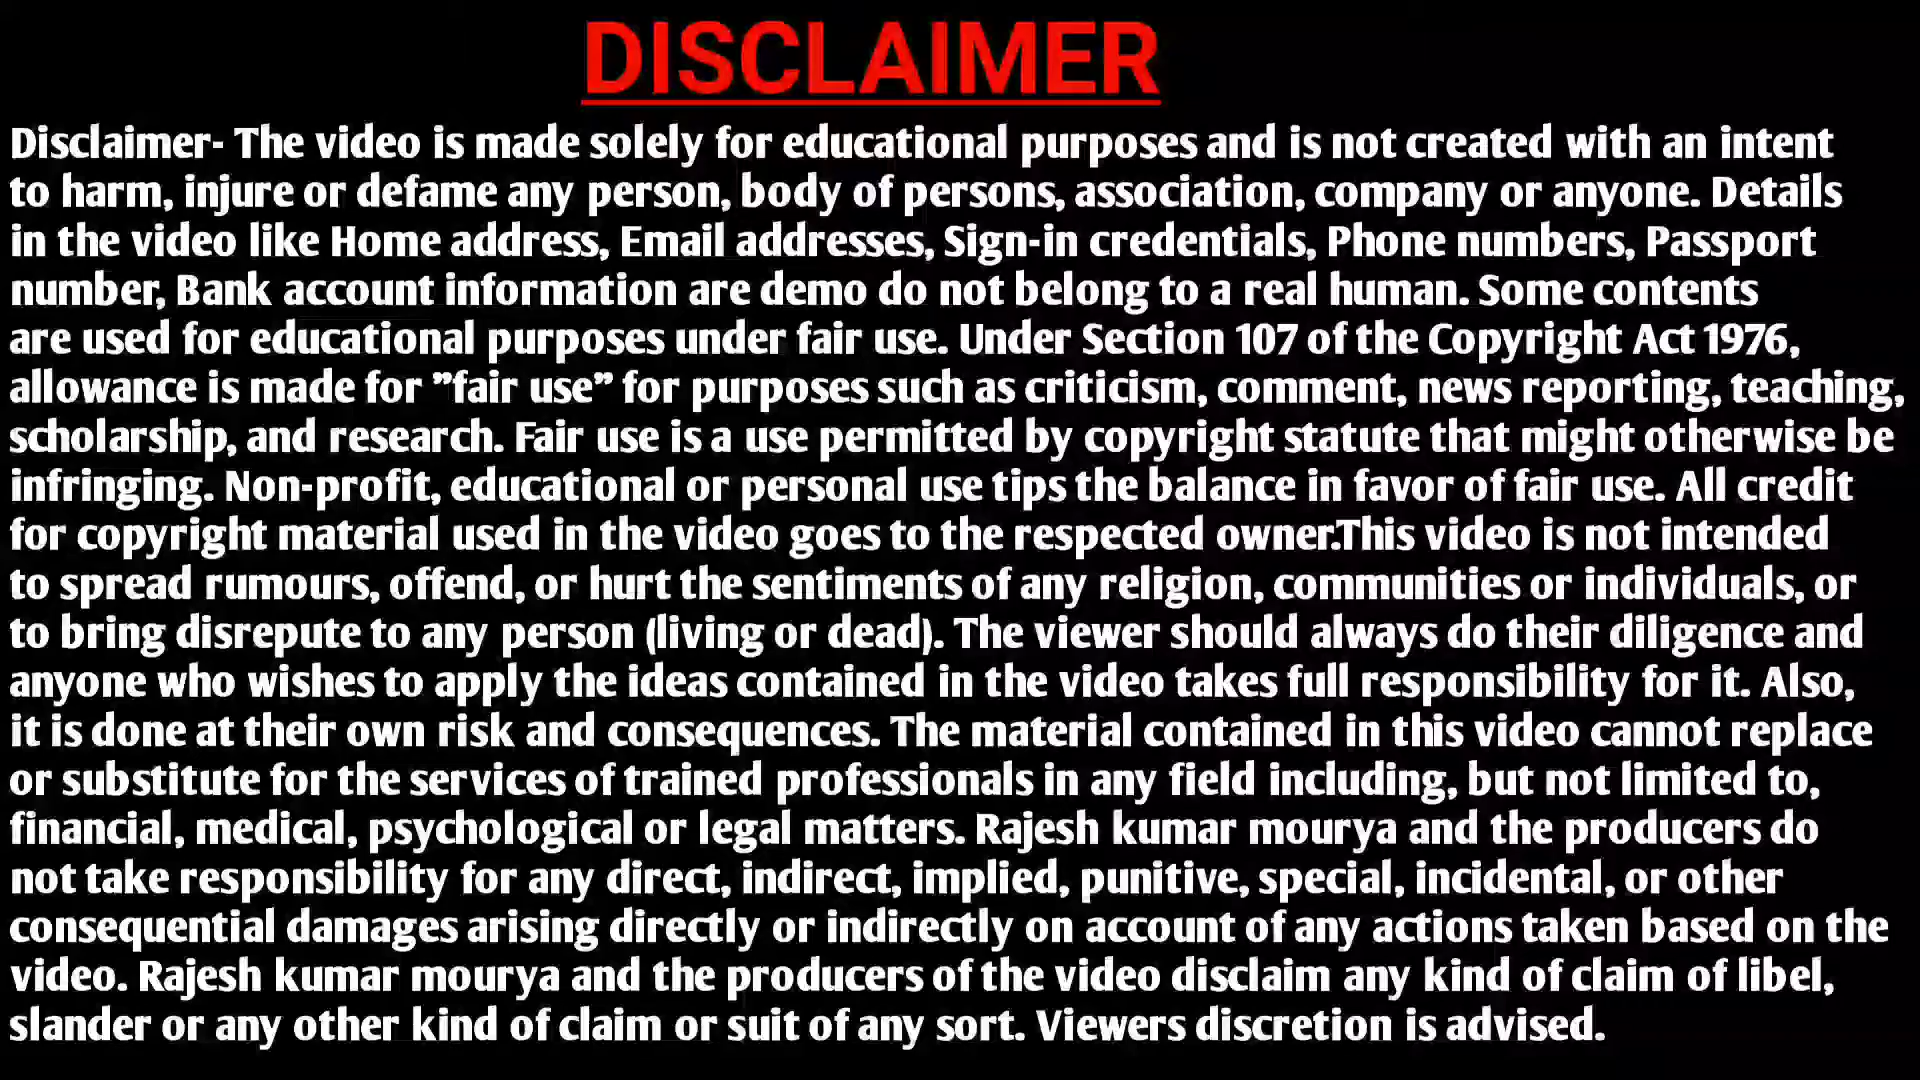 DISCLAIMER
Disclaimer- The video is made solely for educational purposes and is not created with an intent
to harm, injure or defame any person, body of persons, association, company or anyone. Details
in the video like Home address, Email addresses, Sign-in credentials, Phone numbers, Passport
number, Bank account information are demo do not belong to a real human. Some contents
are used for educational purposes under fair use. Under Section 107 of the Copyright Act 1976,
allowance is made for ”fair use” for purposes such as criticism, comment, news reporting, teaching,
scholarship, and research. Fair use is a use permitted by copyright statute that might otherwise be
infringing. Non-profit, educational or personal use tips the balance in favor of fair use. All credit
for copyright material used in the video goes to the respected owner.This video is not intended
to spread rumours, offend, or hurt the sentiments of any religion, communities or individuals, or
to bring disrepute to any person (living or dead). The viewer should always do their diligence and
anyone who wishes to apply the ideas contained in the video takes full responsibility for it. Also,
it is done at their own risk and consequences. The material contained in this video cannot replace
or substitute for the services of trained professionals in any field including, but not limited to,
financial, medical, psychological or legal matters. Rajesh kumar mourya and the producers do
not take responsibility for any direct, indirect, implied, punitive, special, incidental, or other
consequential damages arising directly or indirectly on account of any actions taken based on the
video. Rajesh kumar mourya and the producers of the video disclaim any kind of claim of libel,
slander or any other kind of claim or suit of any sort. Viewers discretion is advised.